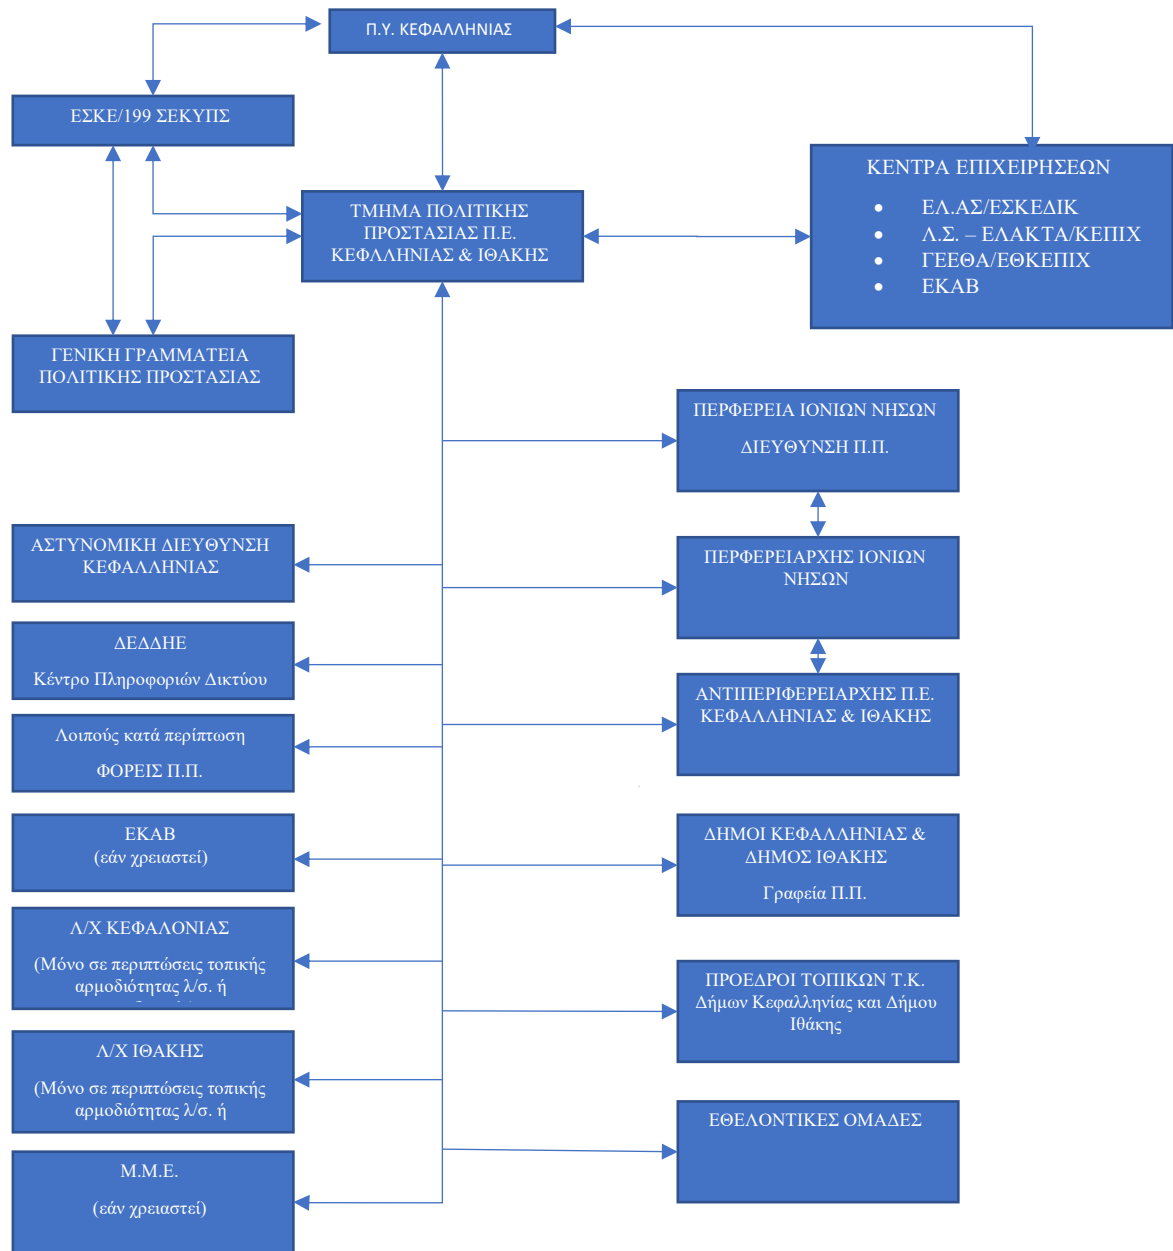 Π.Υ. ΚΕΦΑΛΛΗΝΙΑΣ
ΕΣΚΕ/199 ΣΕΚΥΠΣ
ΚΕΝΤΡΑ ΕΠΙΧΕΙΡΗΣΕΩΝ
• ΕΛ.ΑΣ/ΕΣΚΕΔΙΚ
• Λ.Σ. – ΕΛΑΚΤΑ/ΚΕΠΙΧ
• ΓΕΕΘΑ/ΕΘΚΕΠΙΧ
• ΕΚΑΒ
ΤΜΗΜΑ ΠΟΛΙΤΙΚΗΣ
ΠΡΟΣΤΑΣΙΑΣ Π.Ε.
ΚΕΦΛΛΗΝΙΑΣ & ΙΘΑΚΗΣ
ΓΕΝΙΚΗ ΓΡΑΜΜΑΤΕΙΑ
ΠΟΛΙΤΙΚΗΣ ΠΡΟΣΤΑΣΙΑΣ
ΠΕΡΦΕΡΕΙΑ ΙΟΝΙΩΝ ΝΗΣΩΝ
ΔΙΕΥΘΥΝΣΗ Π.Π.
ΑΣΤΥΝΟΜΙΚΗ ΔΙΕΥΘΥΝΣΗ
ΚΕΦΑΛΛΗΝΙΑΣ
ΠΕΡΦΕΡΕΙΑΡΧΗΣ ΙΟΝΙΩΝ
ΝΗΣΩΝ
ΔΕΔΔΗΕ
Κέντρο Πληροφοριών Δικτύου
ΑΝΤΙΠΕΡΙΦΕΡΕΙΑΡΧΗΣ Π.Ε.
ΚΕΦΑΛΛΗΝΙΑΣ & ΙΘΑΚΗΣ
Λοιπούς κατά περίπτωση
ΦΟΡΕΙΣ Π.Π.
ΕΚΑΒ
(εάν χρειαστεί)
ΔΗΜΟΙ ΚΕΦΑΛΛΗΝΙΑΣ &
ΔΗΜΟΣ ΙΘΑΚΗΣ
Γραφεία Π.Π.
Λ/Χ ΚΕΦΑΛΟΝΙΑΣ
(Μόνο σε περιπτώσεις τοπικής
αρμοδιότητας λ/σ. ή
ΠΡΟΕΔΡΟΙ ΤΟΠΙΚΩΝ Τ.Κ.
Δήμων Κεφαλληνίας και Δήμου
Ιθάκης
Λ/Χ ΙΘΑΚΗΣ
(Μόνο σε περιπτώσεις τοπικής
αρμοδιότητας λ/σ. ή
ΕΘΕΛΟΝΤΙΚΕΣ ΟΜΑΔΕΣ
Μ.Μ.Ε.
(εάν χρειαστεί)